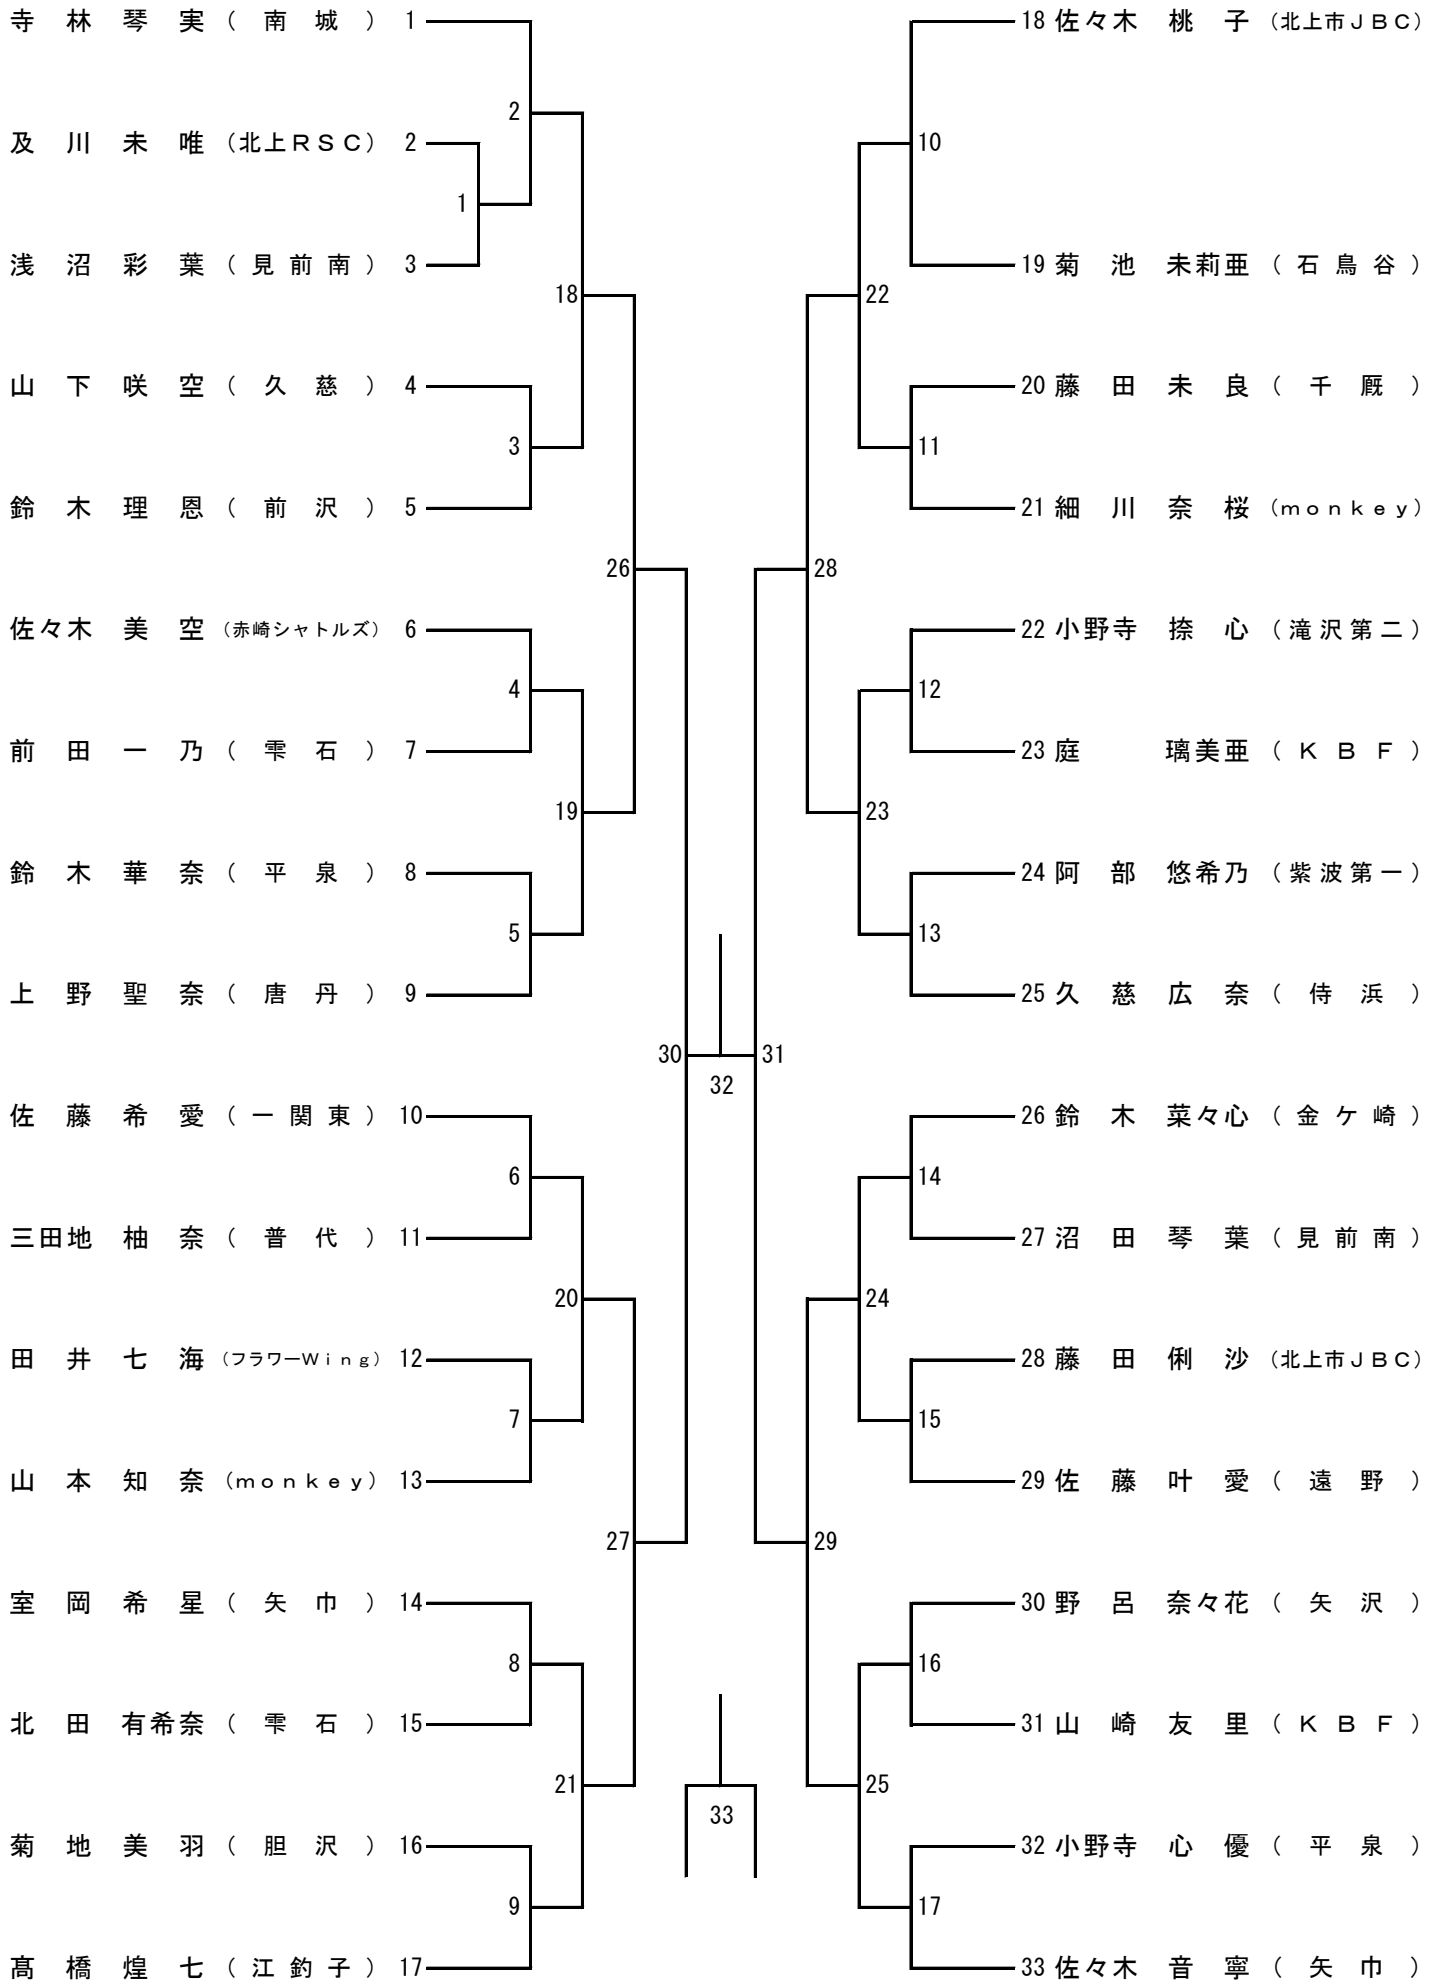 寺林琴実（南城）1
及川未唯（北上RSC）2
浅沼彩葉（見前南）3
山下咲空（久慈）4
鈴木理恩（前沢）5
佐々木美空（赤崎シャトルズ）6
前田一乃（雫石）7
鈴木華奈（平泉）8
上野聖奈（唐丹）9
佐藤希愛（一関東）10
三田地柚奈（普代）11
田井七海（フラワーWing）12
山本知奈（monkey）13
室岡希星（矢巾）14
北田有希奈（雫石）15
菊地美羽（胆沢）16
髙橋煌七（江釣子）17
1
2
3
4
5
6
7
8
9
18
19
20
21
26
27
30
32
33
31
28
29
22
23
24
25
10
11
12
13
14
15
16
17
18 佐々木桃子（北上市JBC）
19 菊池未莉亜（石鳥谷）
20 藤田未良（千厩）
21 細川奈桜（monkey）
22 小野寺捺心（滝沢第二）
23 庭璃美亜（KBF）
24 阿部悠希乃（紫波第一）
25 久慈広奈（侍浜）
26 鈴木菜々心（金ケ崎）
27 沼田琴葉（見前南）
28 藤田俐沙（北上市JBC）
29 佐藤叶愛（遠野）
30 野呂奈々花（矢沢）
31 山崎友里（KBF）
32 小野寺心優（平泉）
33 佐々木音寧（矢巾）